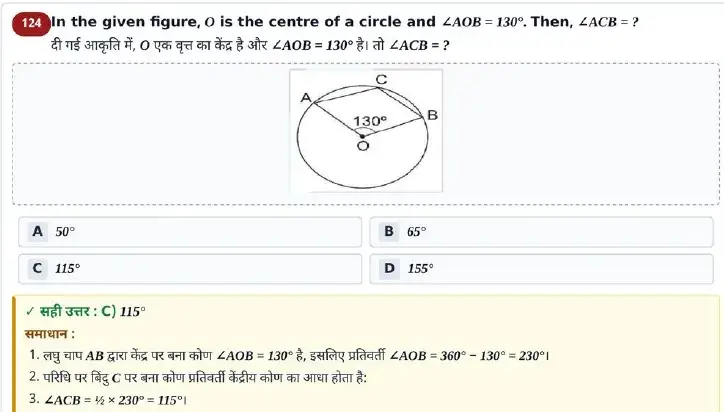 124 In the given figure, O is the centre of a circle and ∠AOB = 130°. Then, ∠ACB = ?
दी गई आकृति में, O एक वृत्त का केंद्र है और ∠AOB = 130° है। तो ∠ACB = ?
C
A
B
130°
O
A 50°
B 65°
C 115°
D 155°
✓ सही उत्तर : C) 115°
समाधान :
1. लघु चाप AB द्वारा केंद्र पर बना कोण ∠AOB = 130° है, इसलिए प्रतिवर्ती ∠AOB = 360° − 130° = 230°।
2. परिधि पर बिंदु C पर बना कोण प्रतिवर्ती केंद्रीय कोण का आधा होता है:
3. ∠ACB = ½ × 230° = 115°।